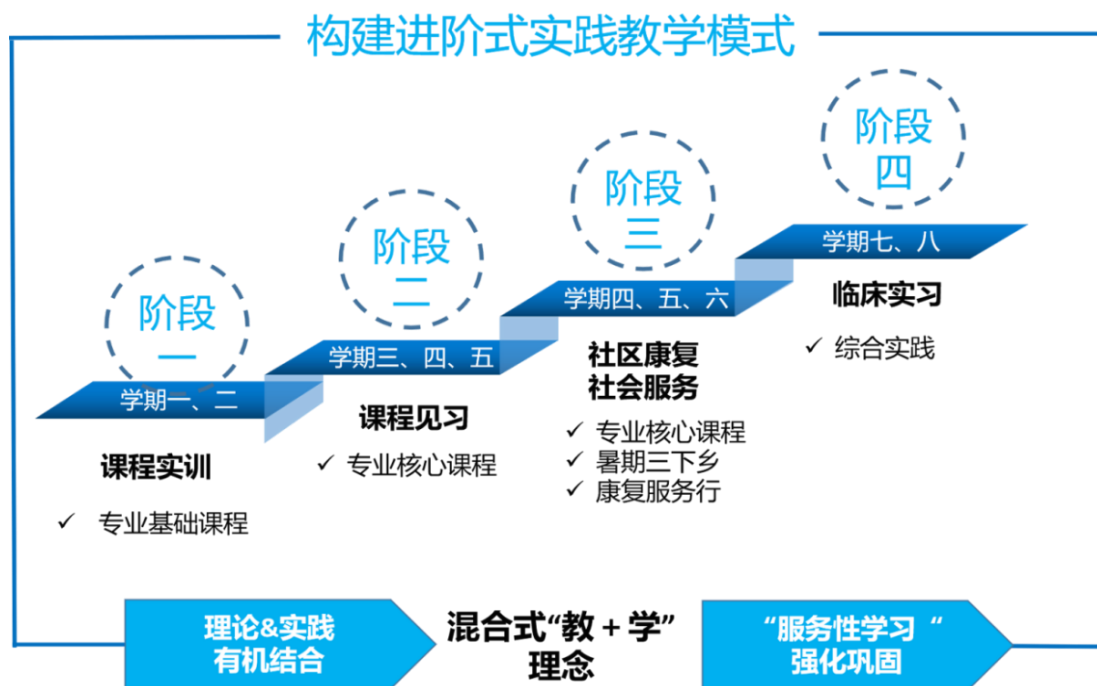 构建进阶式实践教学模式
阶段
一
学期一、二
课程实训
✓ 专业基础课程
阶段
二
学期三、四、五
课程见习
✓ 专业核心课程
阶段
三
学期四、五、六
社区康复
社会服务
✓ 专业核心课程
✓ 暑期三下乡
✓ 康复服务行
阶段
四
学期七、八
临床实习
✓ 综合实践
理论&实践
有机结合
混合式“教 + 学”
理念
“服务性学习 “
强化巩固